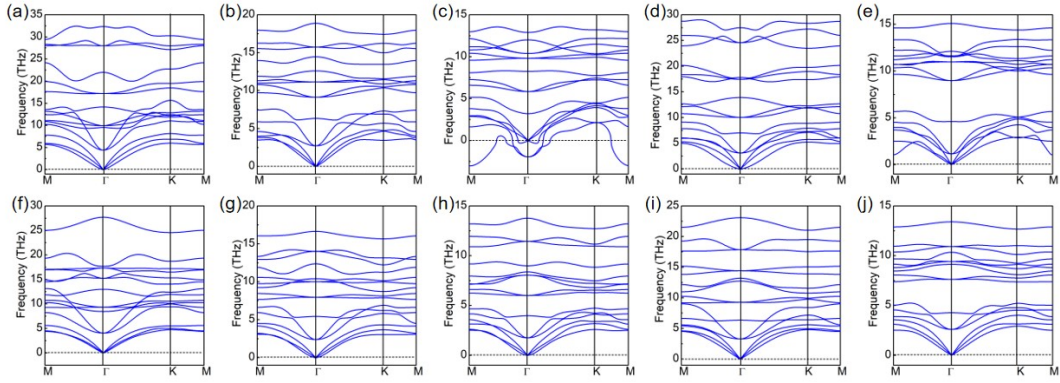 (a) (b) (c) (d) (e)
Frequency (THz) Frequency (THz) Frequency (THz) Frequency (THz) Frequency (THz)
35 20 15 30 15
30 15 10 25 10
25 10 5 20 5
20 5 0 15 0
15 0 10
10 5
5 0
0
M Γ K M M Γ K M M Γ K M M Γ K M M Γ K M
(f) (g) (h) (i) (j)
Frequency (THz) Frequency (THz) Frequency (THz) Frequency (THz) Frequency (THz)
30 20 15 25 15
25 15 10 20 10
20 10 5 15 5
15 5 0 10 0
10 0 5
5 0
0
M Γ K M M Γ K M M Γ K M M Γ K M M Γ K M